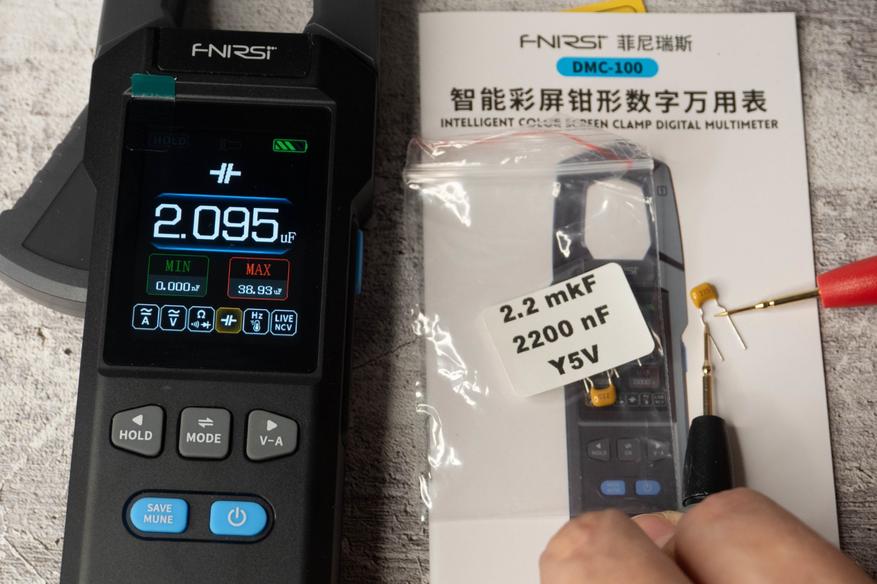 FNIRSI
HOLD
2.095 uF
MIN
0.000nF
MAX
38.93uF
A
V
Ω
Hz
LIVE
NCV
HOLD
MODE
V-A
SAVE
MUNE
FNIRSI 菲尼瑞斯
DMC-100
智能彩屏钳形数字万用表
INTELLIGENT COLOR SCREEN CLAMP DIGITAL MULTIMETER
2.2 mkF
2200 nF
Y5V